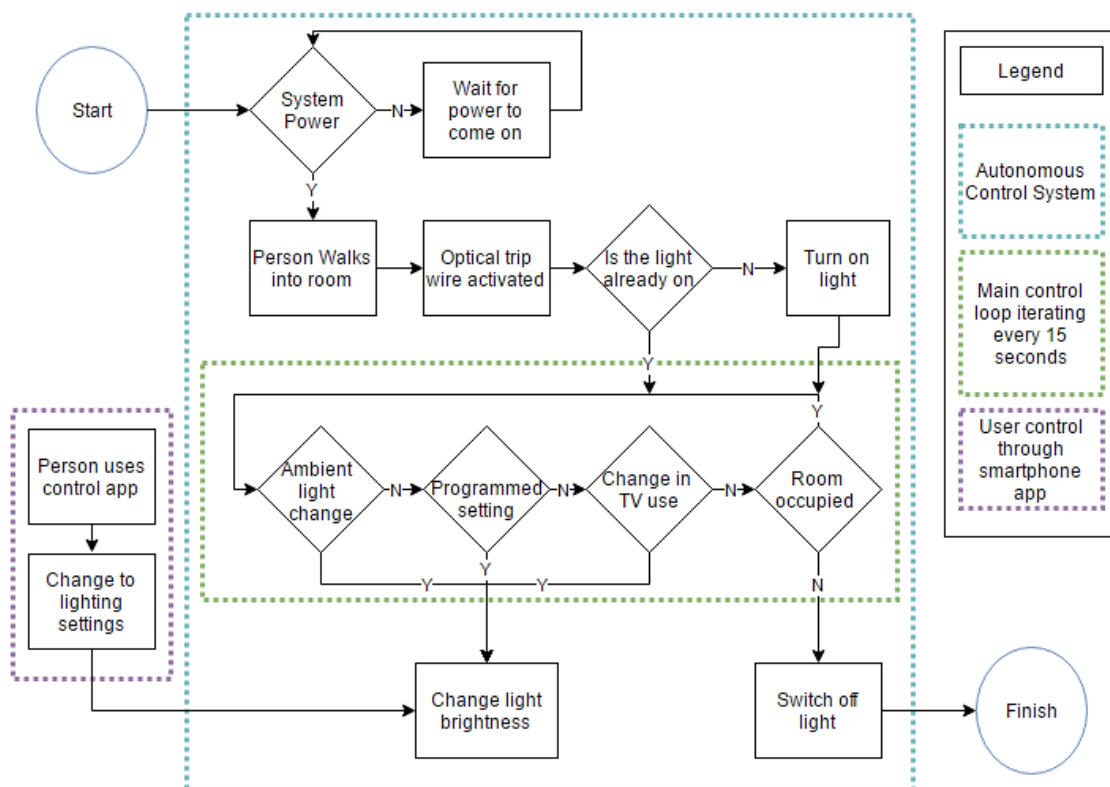 Start
System
Power
N
Wait for
power to
come on
Y
Person Walks
into room
Optical trip
wire activated
Is the light
already on
N
Turn on
light
Y
Y
Ambient
light
change
N
Programmed
setting
N
Change in
TV use
N
Room
occupied
Y
Y
Y
N
Person uses
control app
Change to
lighting
settings
Change light
brightness
Switch off
light
Finish
Legend
Autonomous
Control System
Main control
loop iterating
every 15
seconds
User control
through
smartphone
app